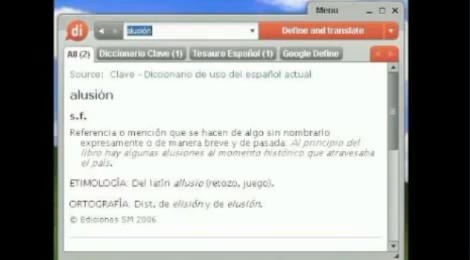 Menu
di
alusión
Define and translate
All (2)
Diccionario Clave (1)
Tesauro Español (1)
Google Define
Source: Clave - Diccionario de uso del español actual
alusión
s.f.
Referencia o mención que se hacen de algo sin nombrarlo
expresamente o de manera breve y de pasada: Al principio del
libro hay algunas alusiones al momento histórico que atravesaba
el país.
ETIMOLOGÍA: Del latín allusio (retozo, juego).
ORTOGRAFÍA: Dist. de elisión y de elusión.
© Ediciones SM 2006